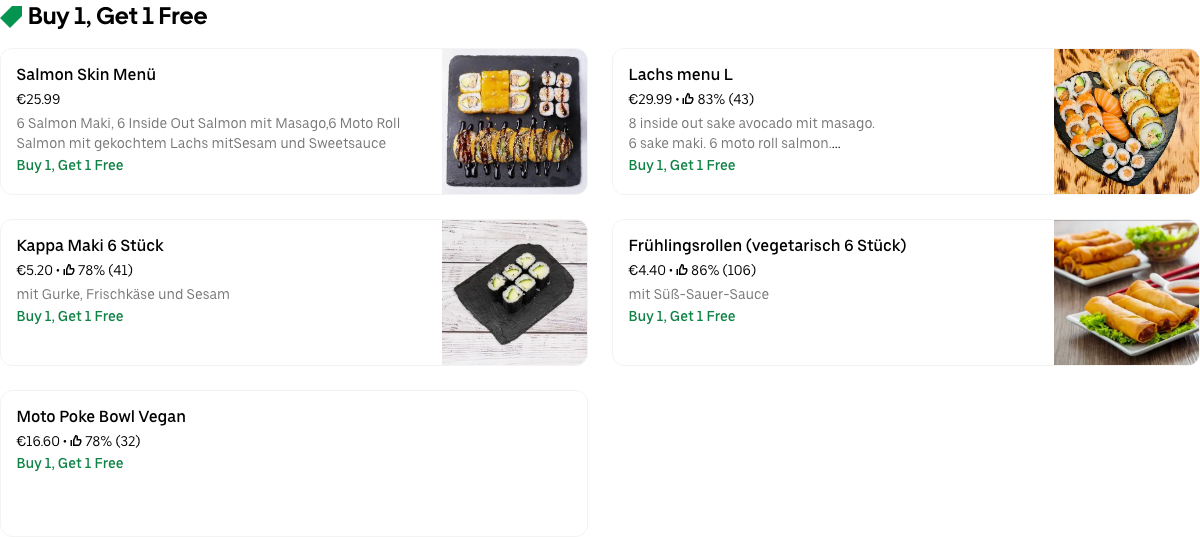 Buy 1, Get 1 Free
Salmon Skin Menü
€25.99
6 Salmon Maki, 6 Inside Out Salmon mit Masago,6 Moto Roll
Salmon mit gekochtem Lachs mitSesam und Sweetsauce
Buy 1, Get 1 Free
Lachs menu L
€29.99 • 83% (43)
8 inside out sake avocado mit masago.
6 sake maki. 6 moto roll salmon....
Buy 1, Get 1 Free
Kappa Maki 6 Stück
€5.20 • 78% (41)
mit Gurke, Frischkäse und Sesam
Buy 1, Get 1 Free
Frühlingsrollen (vegetarisch 6 Stück)
€4.40 • 86% (106)
mit Süß-Sauer-Sauce
Buy 1, Get 1 Free
Moto Poke Bowl Vegan
€16.60 • 78% (32)
Buy 1, Get 1 Free